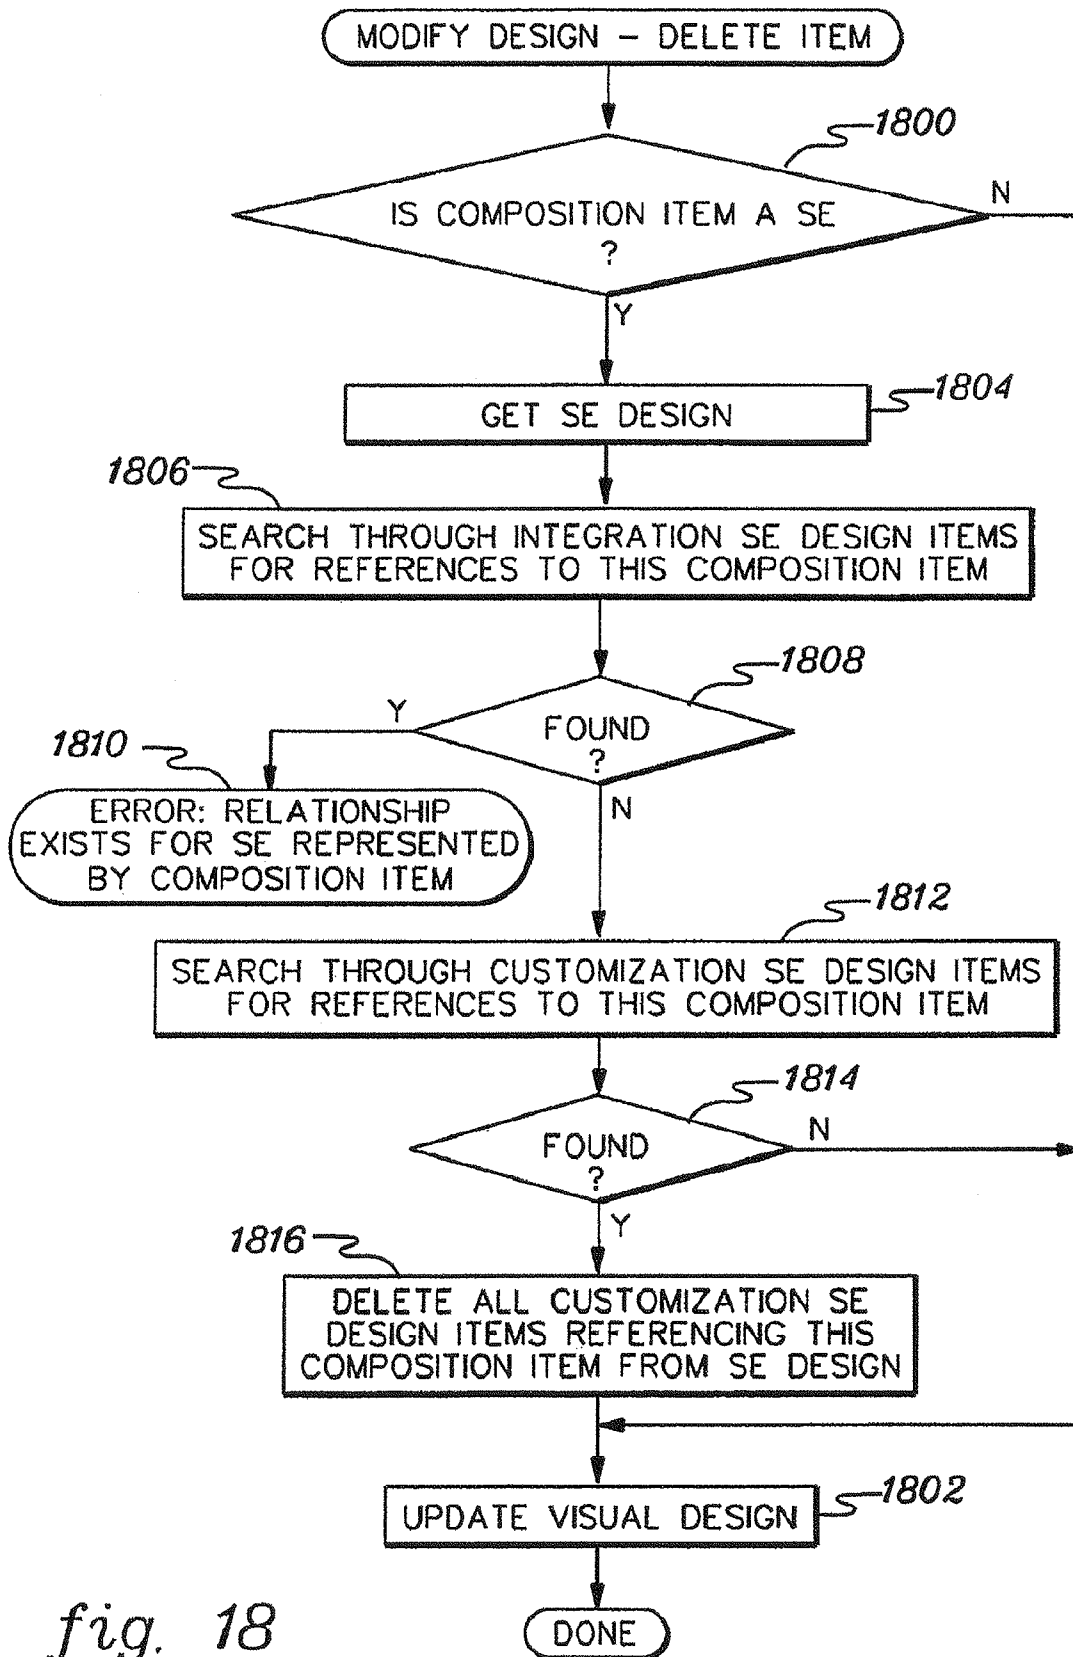 MODIFY DESIGN - DELETE ITEM
1800
IS COMPOSITION ITEM A SE
?
N
Y
GET SE DESIGN
1804
1806
SEARCH THROUGH INTEGRATION SE DESIGN ITEMS
FOR REFERENCES TO THIS COMPOSITION ITEM
1808
FOUND
?
Y
N
1810
ERROR: RELATIONSHIP
EXISTS FOR SE REPRESENTED
BY COMPOSITION ITEM
1812
SEARCH THROUGH CUSTOMIZATION SE DESIGN ITEMS
FOR REFERENCES TO THIS COMPOSITION ITEM
1814
FOUND
?
N
Y
1816
DELETE ALL CUSTOMIZATION SE
DESIGN ITEMS REFERENCING THIS
COMPOSITION ITEM FROM SE DESIGN
UPDATE VISUAL DESIGN
1802
DONE
fig. 18